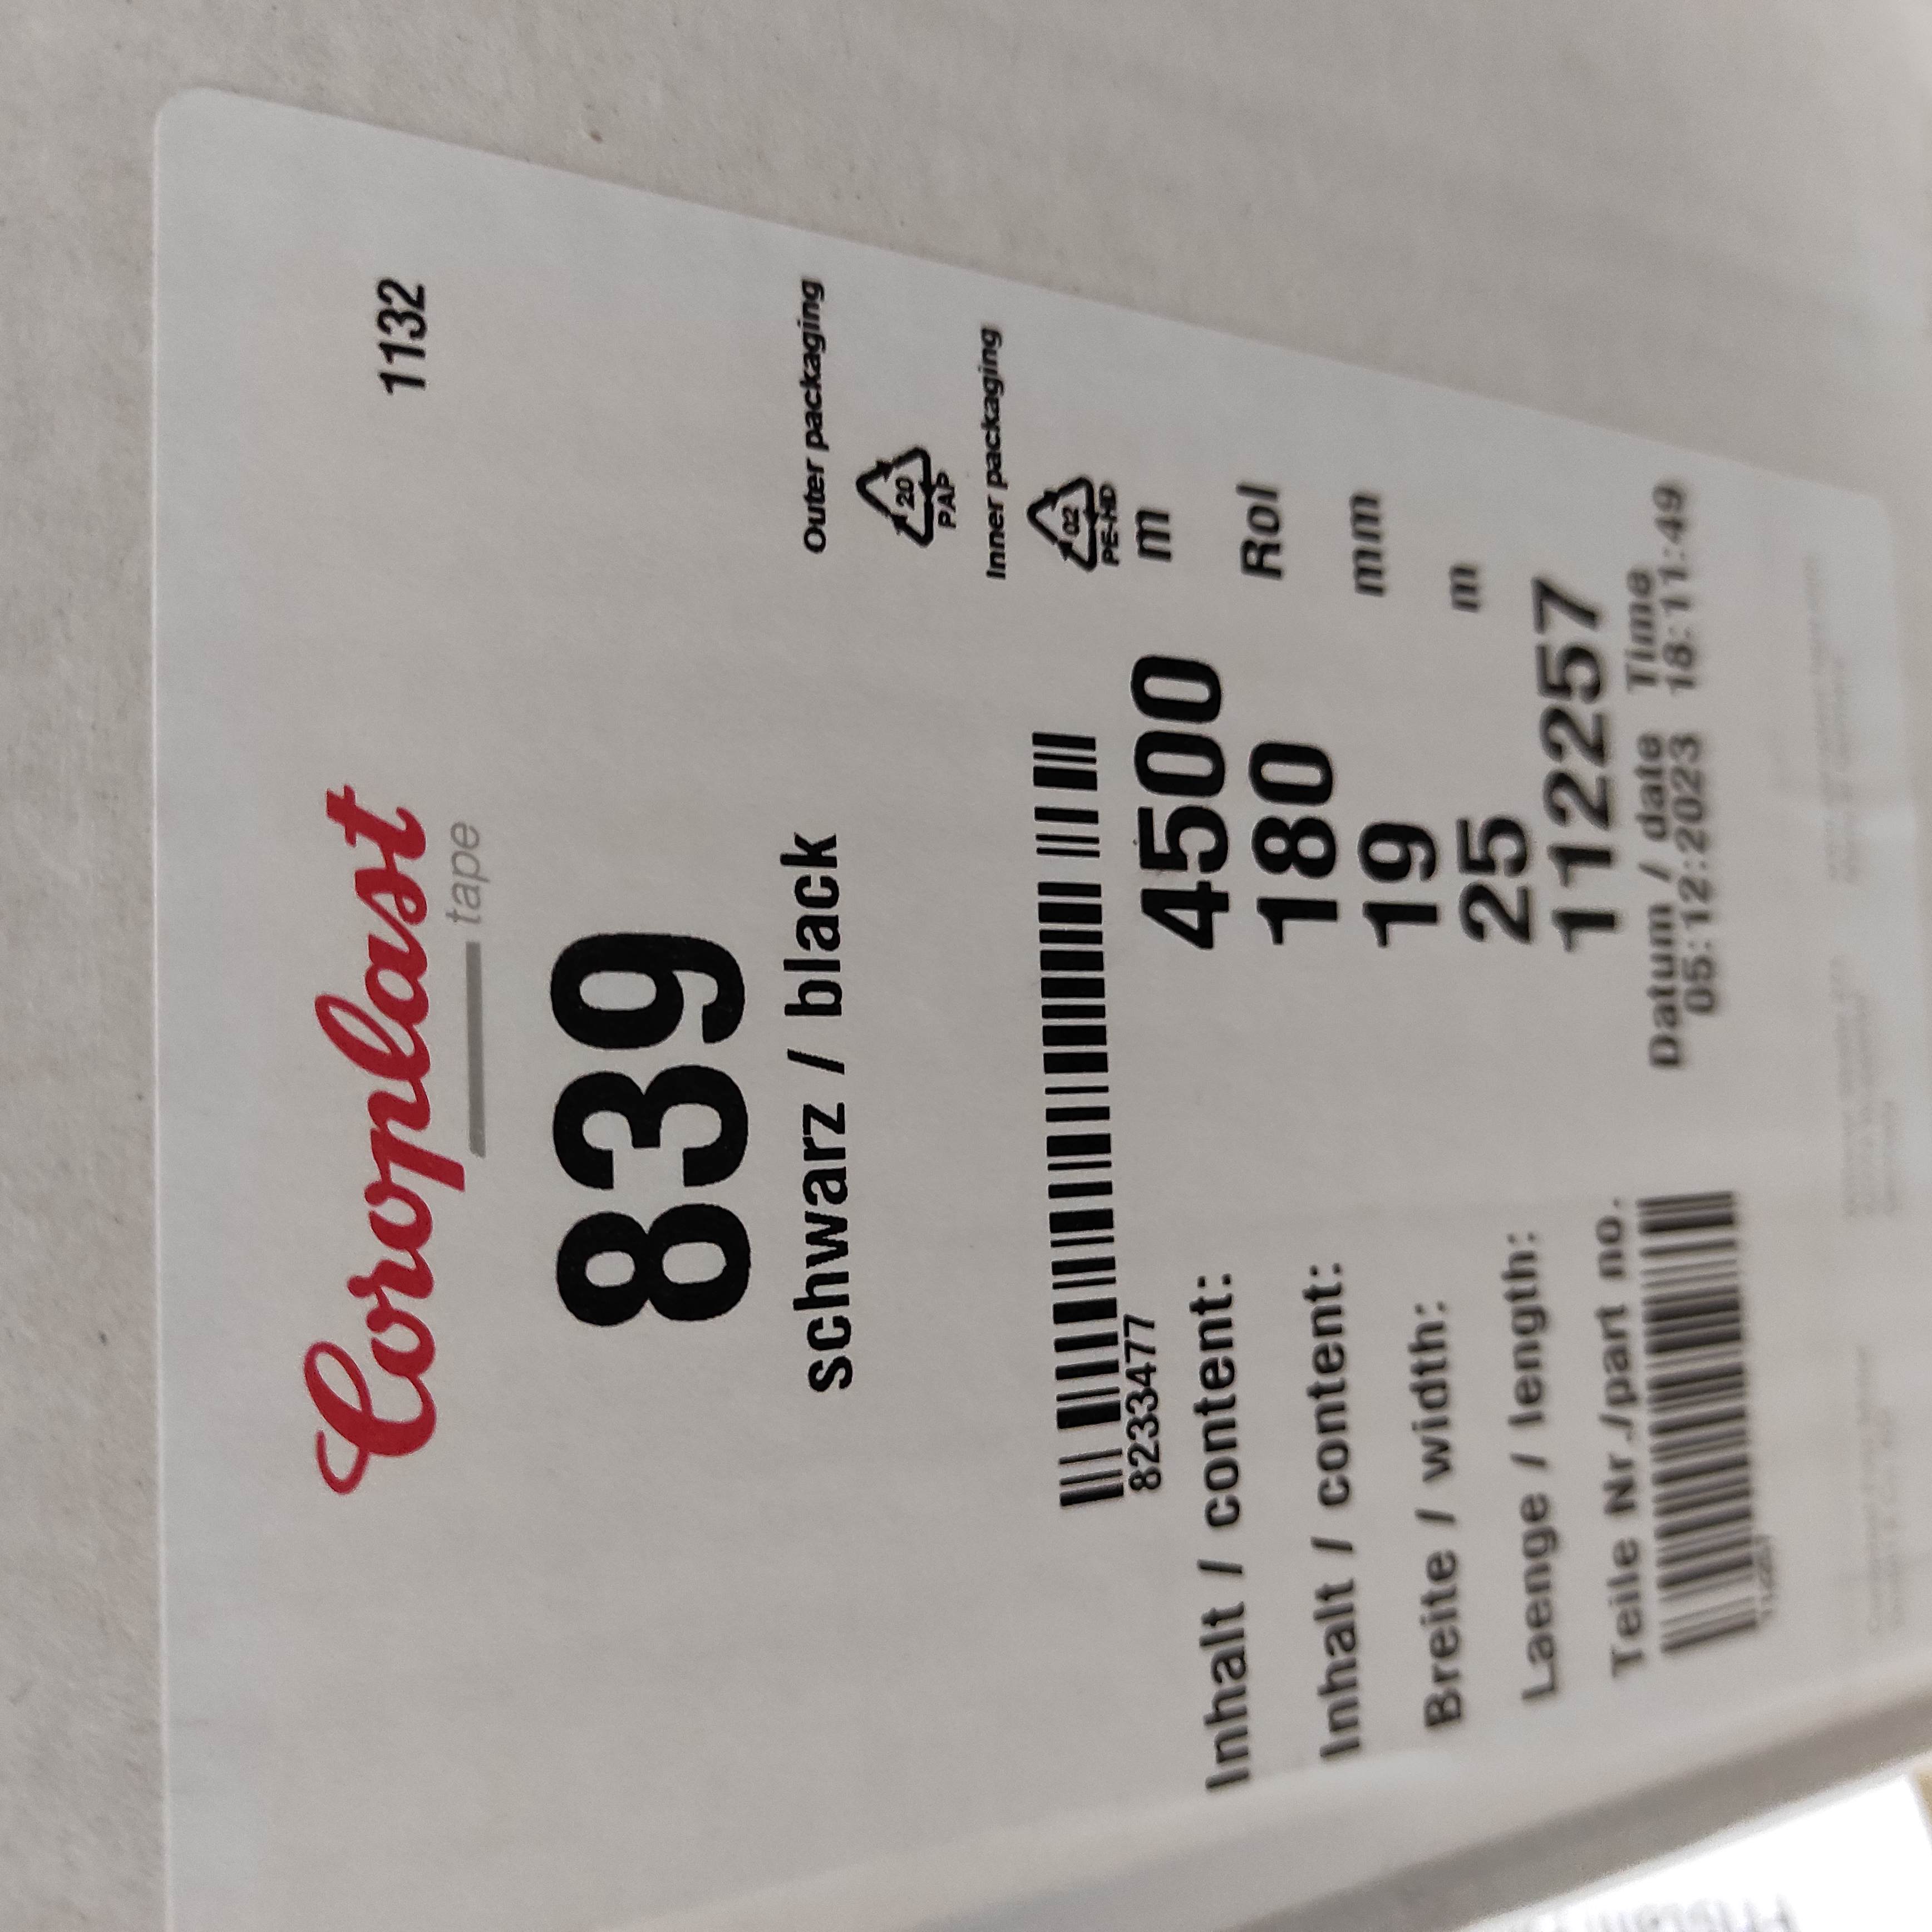 Coroplast
tape
1132
839
schwarz / black
Outer packaging
20
PAP
Inner packaging
02
PE-HD
8233477
Inhalt / content: 4500 m
Inhalt / content: 180 Rol
Breite / width: 19 mm
Laenge / length: 25 m
Teile Nr./part no. 112257
Datum / date Time
05:12:2023 18:11:49